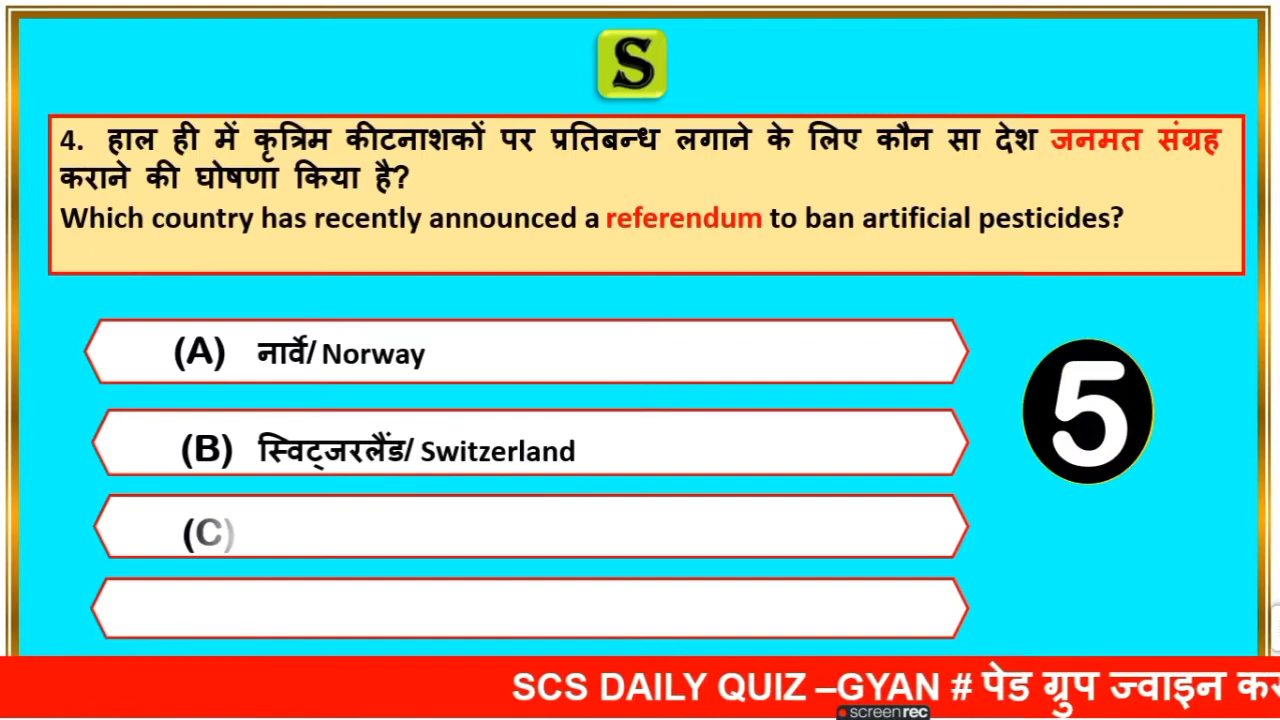 S
4. हाल ही में कृत्रिम कीटनाशकों पर प्रतिबन्ध लगाने के लिए कौन सा देश जनमत संग्रह
कराने की घोषणा किया है?
Which country has recently announced a referendum to ban artificial pesticides?
(A) नार्वे/ Norway
5
(B) स्विट्जरलैंड/ Switzerland
(C)
SCS DAILY QUIZ –GYAN # पेड ग्रुप ज्वाइन
screenrec